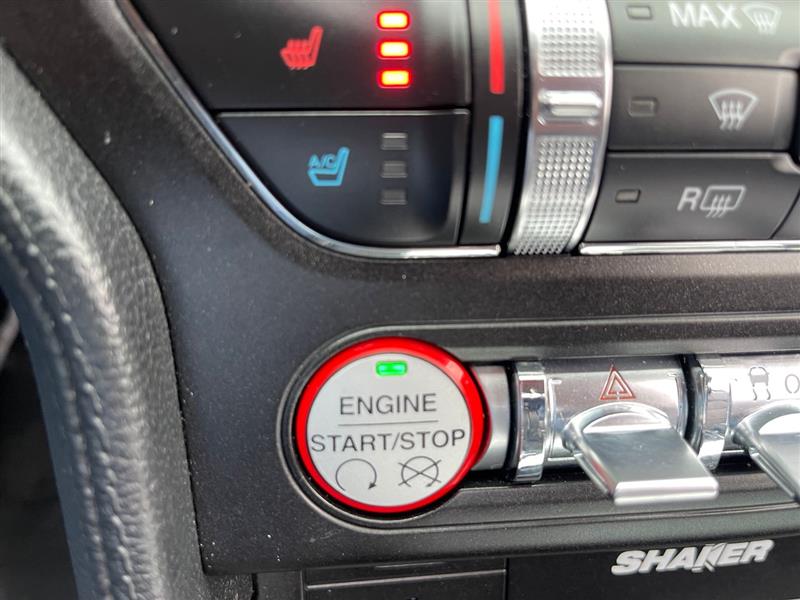 MAX
A/C
R
ENGINE
START/STOP
SHAKER